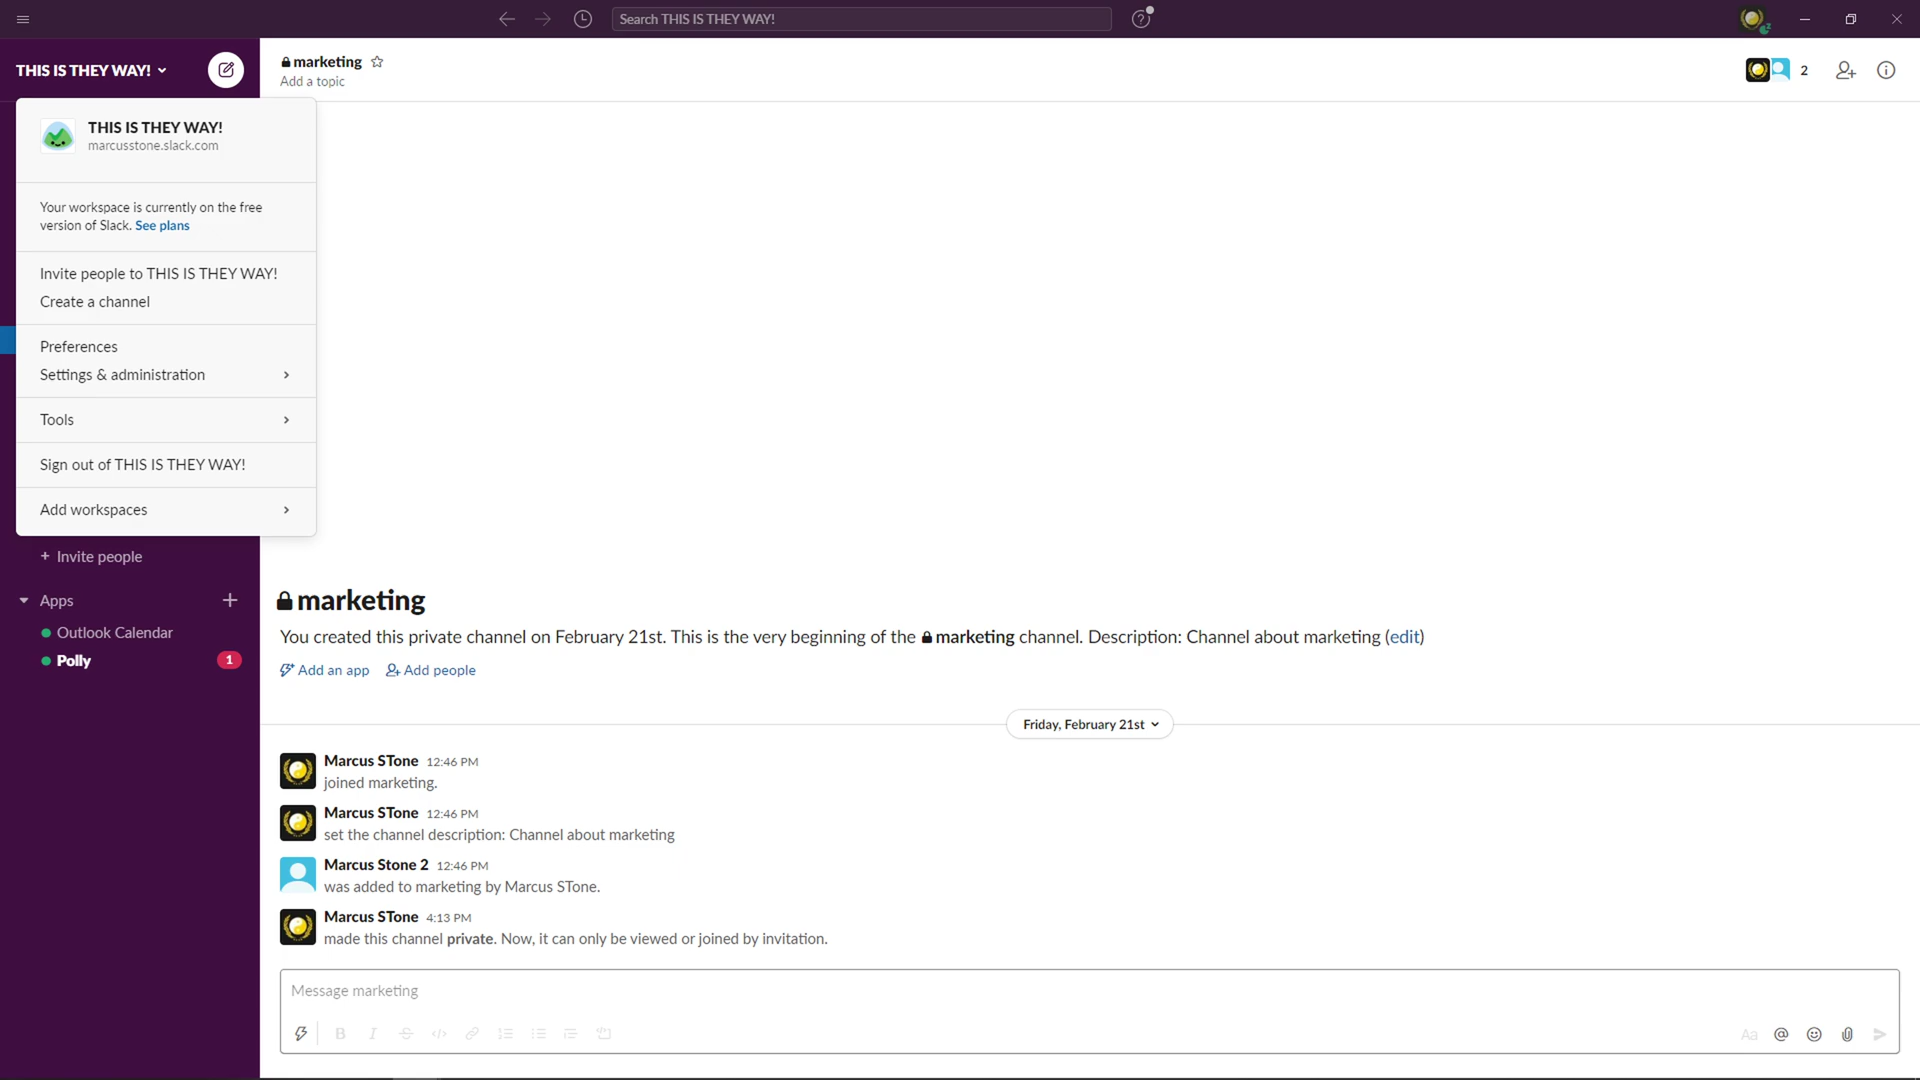 Search THIS IS THEY WAY!
THIS IS THEY WAY!
marketing
Add a topic
2
THIS IS THEY WAY!
marcusstone.slack.com
Your workspace is currently on the free
version of Slack. See plans
Invite people to THIS IS THEY WAY!
Create a channel
Preferences
Settings & administration
Tools
Sign out of THIS IS THEY WAY!
Add workspaces
+ Invite people
Apps
Outlook Calendar
Polly 1
marketing
You created this private channel on February 21st. This is the very beginning of the marketing channel. Description: Channel about marketing (edit)
Add an app Add people
Friday, February 21st
Marcus STone 12:46 PM
joined marketing.
Marcus STone 12:46 PM
set the channel description: Channel about marketing
Marcus Stone 2 12:46 PM
was added to marketing by Marcus STone.
Marcus STone 4:13 PM
made this channel private. Now, it can only be viewed or joined by invitation.
Message marketing
B I S </> Aa @